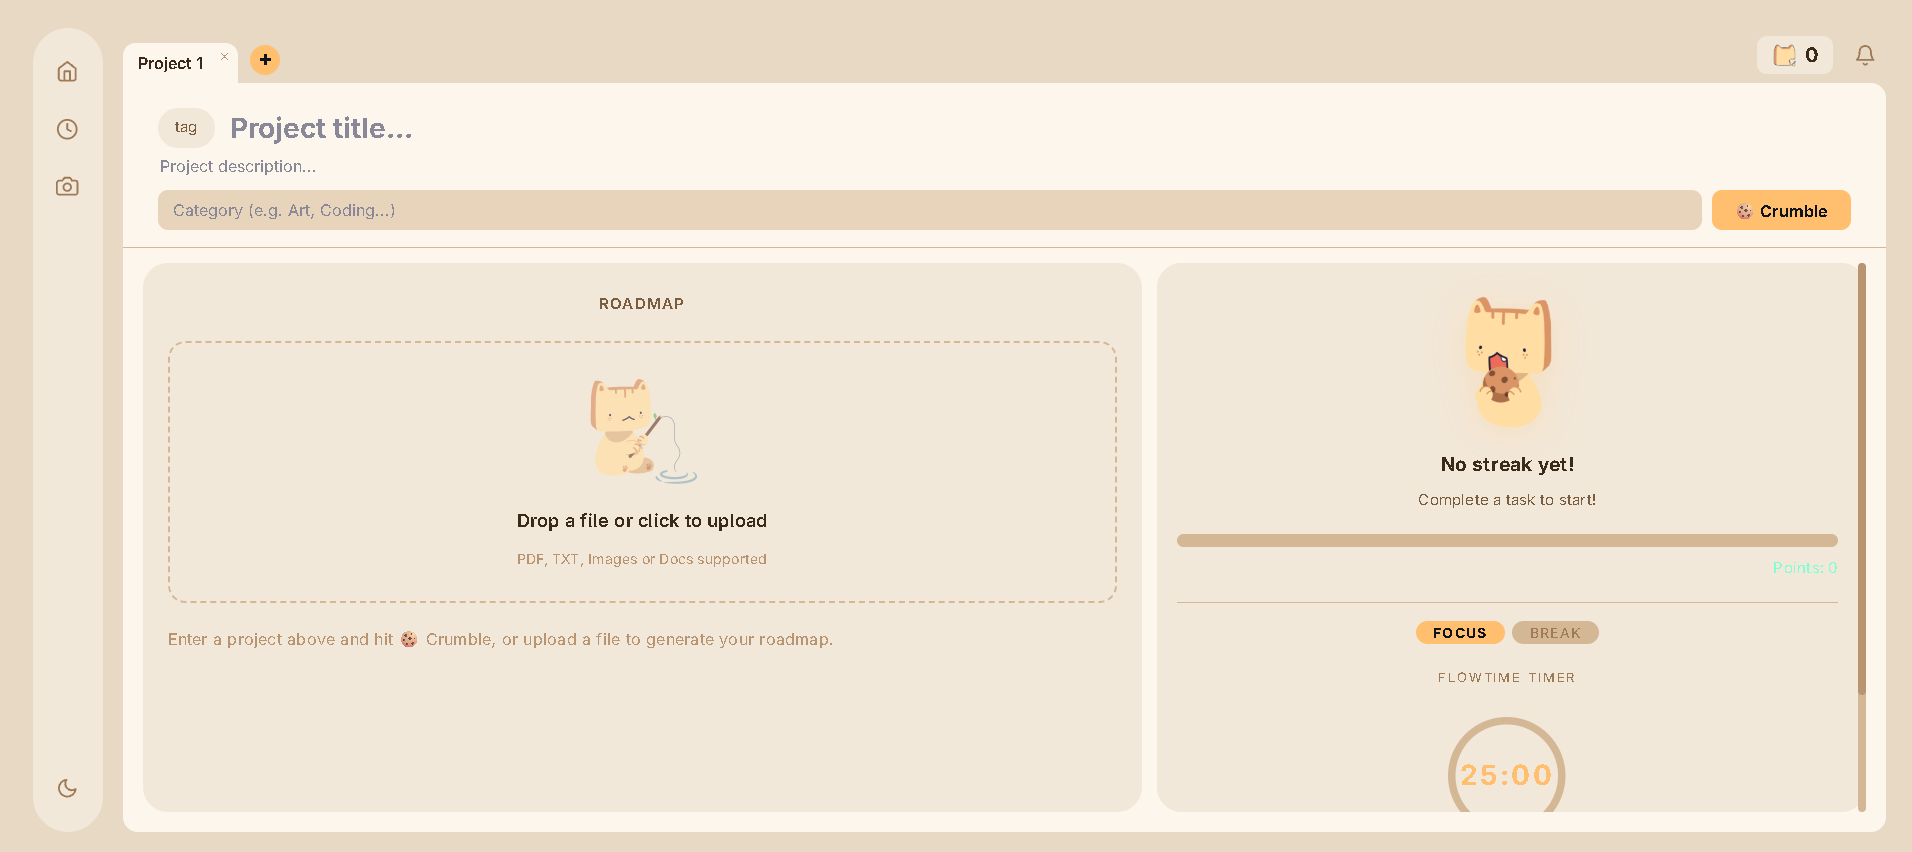 Project 1 × +
0
tag Project title...
Project description...
Category (e.g. Art, Coding...)
🍪 Crumble
ROADMAP
Drop a file or click to upload
PDF, TXT, Images or Docs supported
Enter a project above and hit 🍪 Crumble, or upload a file to generate your roadmap.
No streak yet!
Complete a task to start!
Points: 0
FOCUS BREAK
FLOWTIME TIMER
25:00